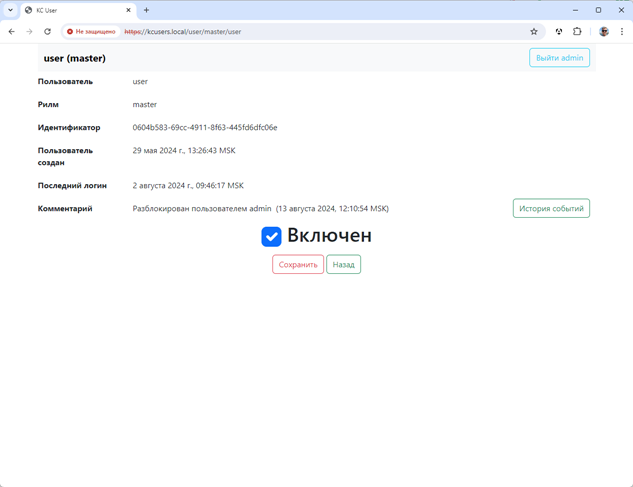 KC User
Не защищено https://kcusers.local/user/master/user
user (master) Выйти admin
Пользователь user
Рилм master
Идентификатор 0604b583-69cc-4911-8f63-445fd6dfc06e
Пользователь создан 29 мая 2024 г., 13:26:43 MSK
Последний логин 2 августа 2024 г., 09:46:17 MSK
Комментарий Разблокирован пользователем admin (13 августа 2024, 12:10:54 MSK) История событий
Включен
Сохранить Назад